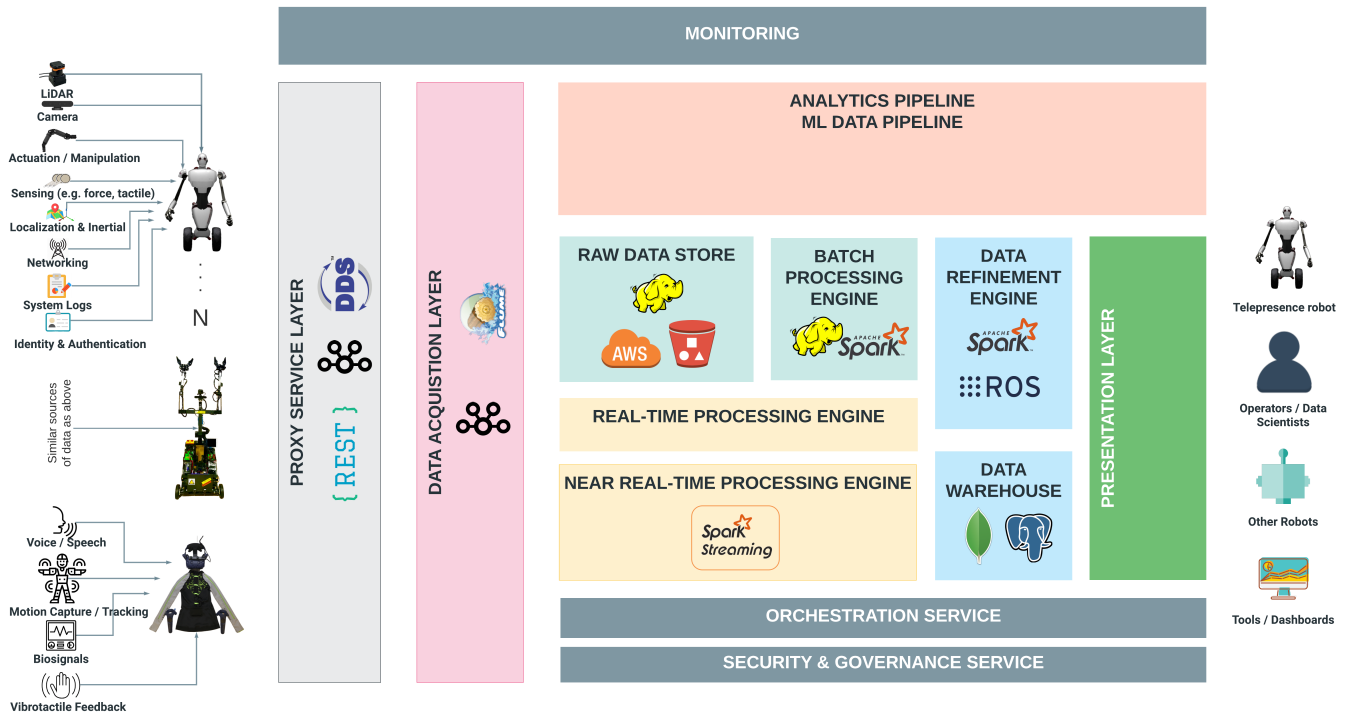 MONITORING
LiDAR
Camera
Actuation / Manipulation
Sensing (e.g. force, tactile)
Localization & Inertial
Networking
System Logs
Identity & Authentication
N
Similar sources
of data as above
Voice / Speech
Motion Capture / Tracking
Biosignals
Vibrotactile Feedback
PROXY SERVICE LAYER
DDS
{ REST }
DATA ACQUISTION LAYER
ANALYTICS PIPELINE
ML DATA PIPELINE
RAW DATA STORE
AWS
BATCH
PROCESSING
ENGINE
APACHE
Spark
DATA
REFINEMENT
ENGINE
APACHE
Spark
ROS
REAL-TIME PROCESSING ENGINE
NEAR REAL-TIME PROCESSING ENGINE
Spark
Streaming
DATA
WAREHOUSE
PRESENTATION LAYER
ORCHESTRATION SERVICE
SECURITY & GOVERNANCE SERVICE
Telepresence robot
Operators / Data
Scientists
Other Robots
Tools / Dashboards